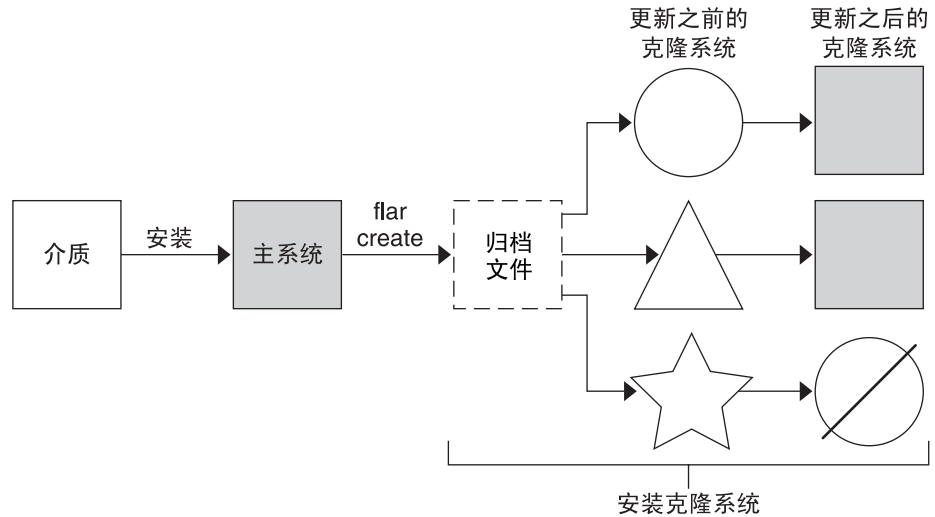 更新之前的
克隆系统
更新之后的
克隆系统
介质
安装
主系统
flar
create
归档
文件
安装克隆系统